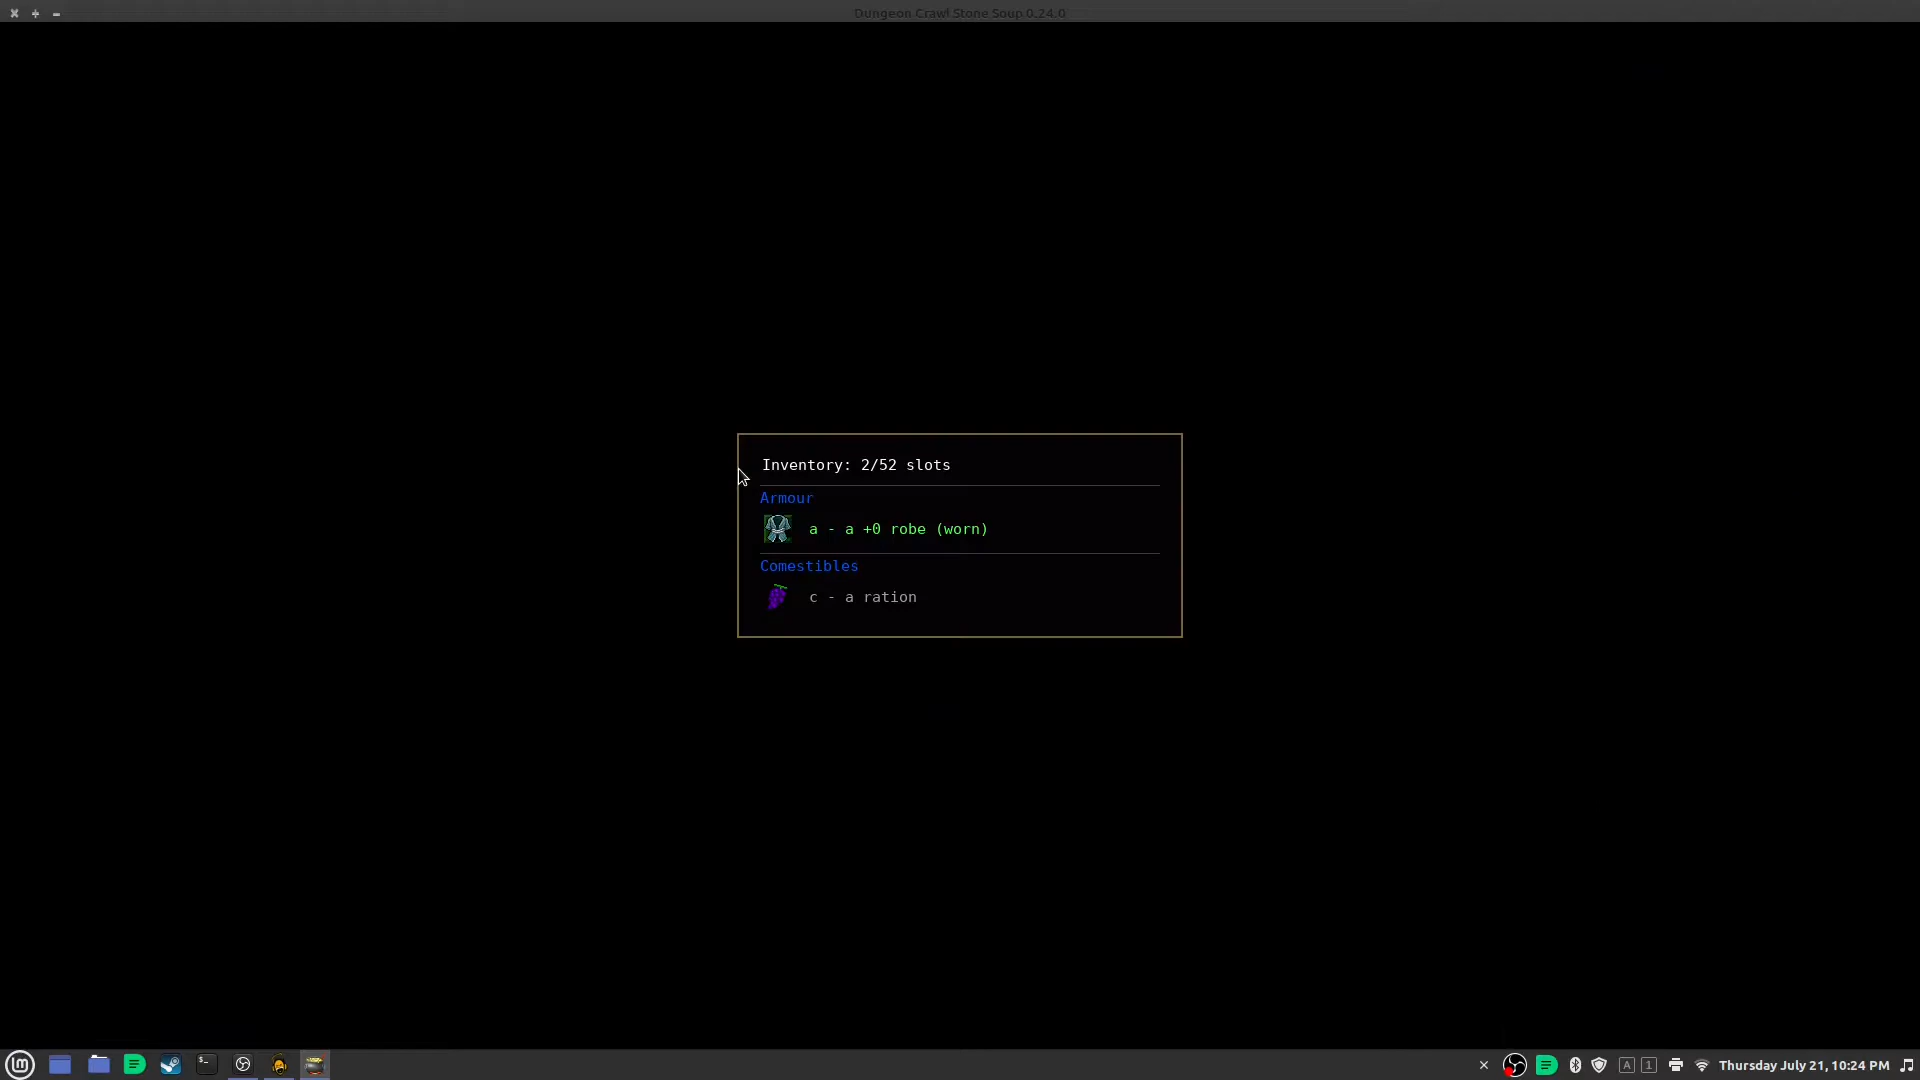 Dungeon Crawl Stone Soup 0.24.0
Inventory: 2/52 slots
Armour
a - a +0 robe (worn)
Comestibles
c - a ration
A 1 Thursday July 21, 10:24 PM